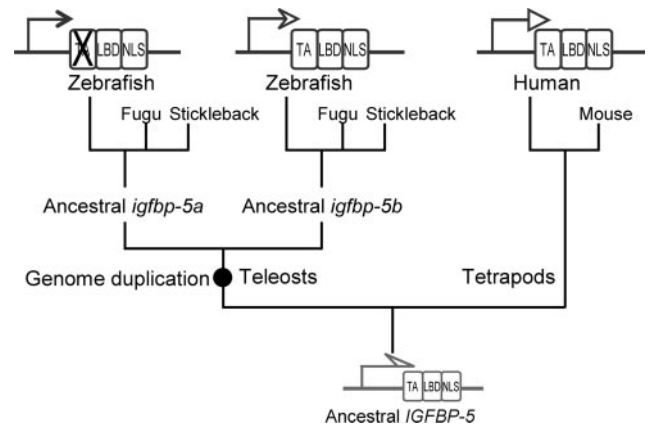 TA LBD NLS TA LBD NLS TA LBD NLS
Zebrafish Zebrafish Human
Fugu Stickleback Fugu Stickleback Mouse
Ancestral igfbp-5a Ancestral igfbp-5b
Genome duplication Teleosts Tetrapods
TA LBD NLS
Ancestral IGFBP-5